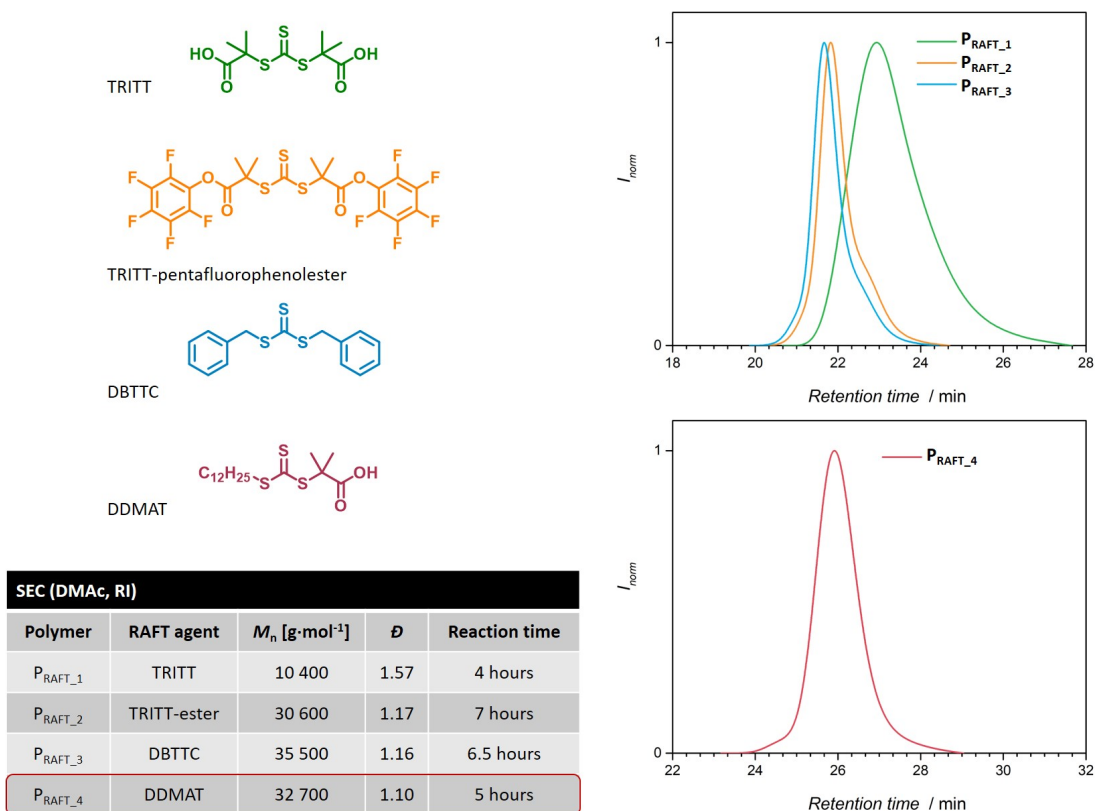 HO
O
S
S
S
O
OH
TRITT
F
F
F
F
F
O
O
S
S
S
O
O
F
F
F
F
F
TRITT-pentafluorophenolester
S
S
S
DBTTC
C12H25
S
S
S
OH
O
DDMAT
SEC (DMAc, RI)
Polymer RAFT agent Mn [g·mol-1] Đ Reaction time
PRAFT_1 TRITT 10 400 1.57 4 hours
PRAFT_2 TRITT-ester 30 600 1.17 7 hours
PRAFT_3 DBTTC 35 500 1.16 6.5 hours
PRAFT_4 DDMAT 32 700 1.10 5 hours
PRAFT_1
PRAFT_2
PRAFT_3
1
Inorm
0
18 20 22 24 26 28
Retention time / min
PRAFT_4
1
Inorm
0
22 24 26 28 30 32
Retention time / min